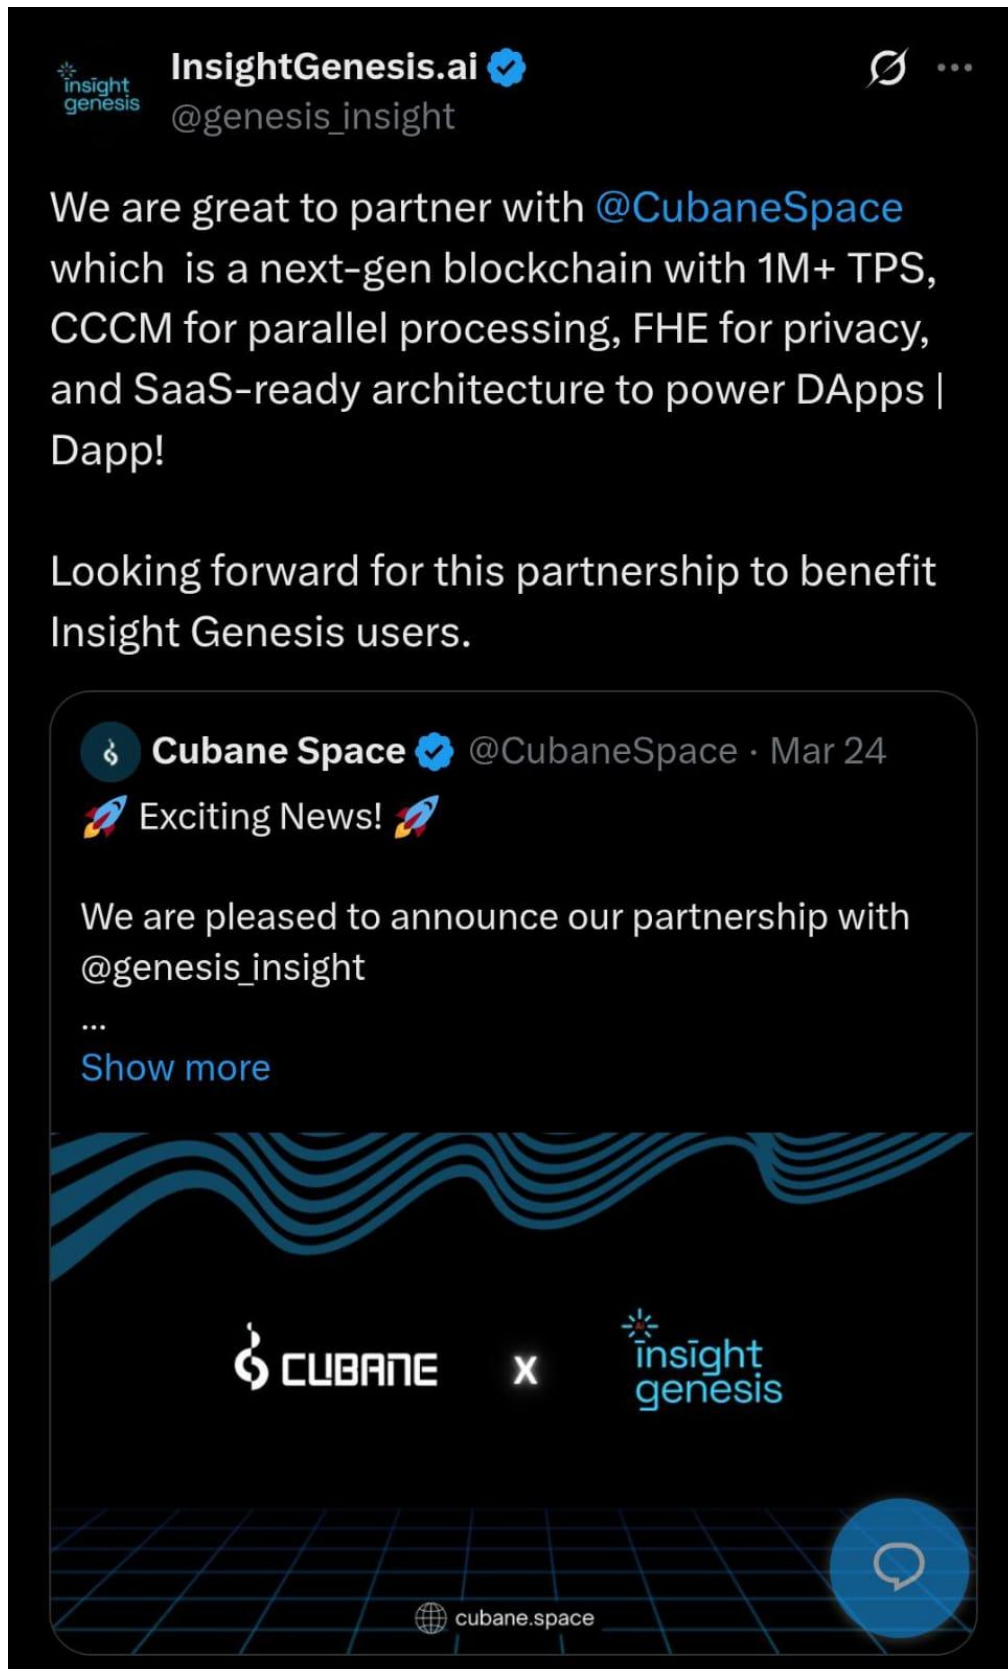 insight
genesis
InsightGenesis.ai
@genesis_insight
We are great to partner with @CubaneSpace
which  is a next-gen blockchain with 1M+ TPS,
CCCM for parallel processing, FHE for privacy,
and SaaS-ready architecture to power DApps |
Dapp!
Looking forward for this partnership to benefit
Insight Genesis users.
Cubane Space @CubaneSpace · Mar 24
🚀 Exciting News! 🚀
We are pleased to announce our partnership with
@genesis_insight
...
Show more
CUBANE X
Ai
insight
genesis
cubane.space